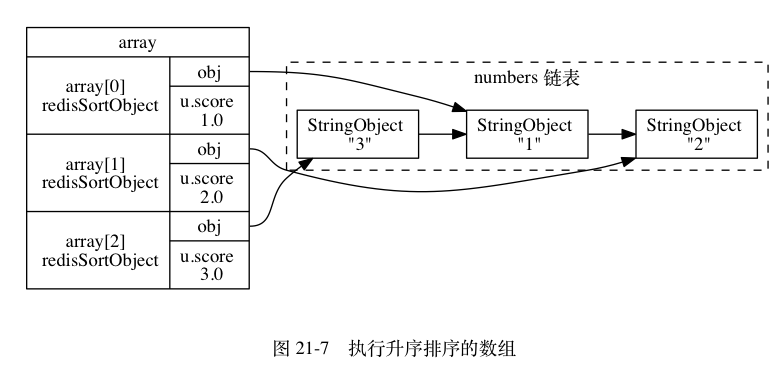 array
array[0]
redisSortObject
obj
u.score
1.0
array[1]
redisSortObject
obj
u.score
2.0
array[2]
redisSortObject
obj
u.score
3.0
numbers 链表
StringObject
"3"
StringObject
"1"
StringObject
"2"
图 21-7 执行升序排序的数组